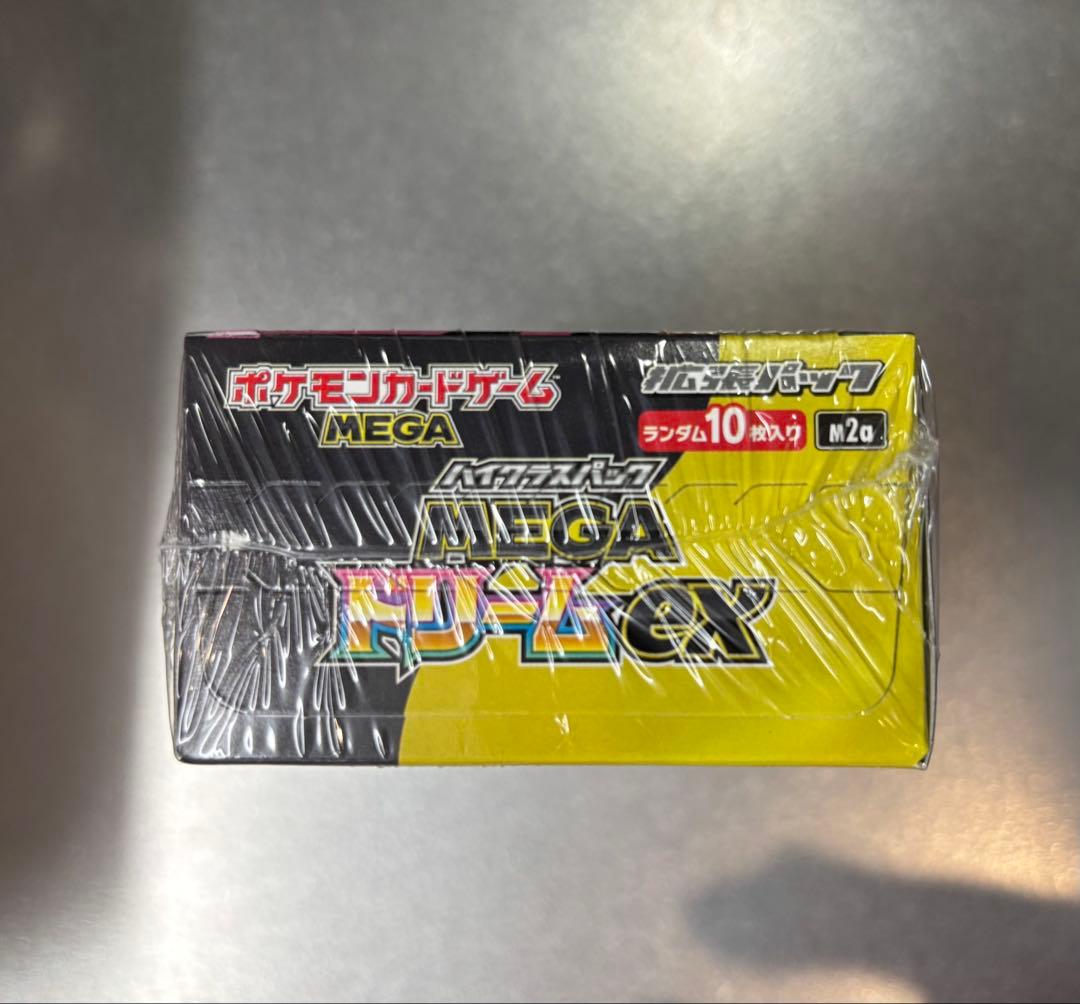 ポケモンカードゲーム
MEGA
拡張パック
ランダム10枚入り M2a
ハイクラスパック
MEGA
ドリームex